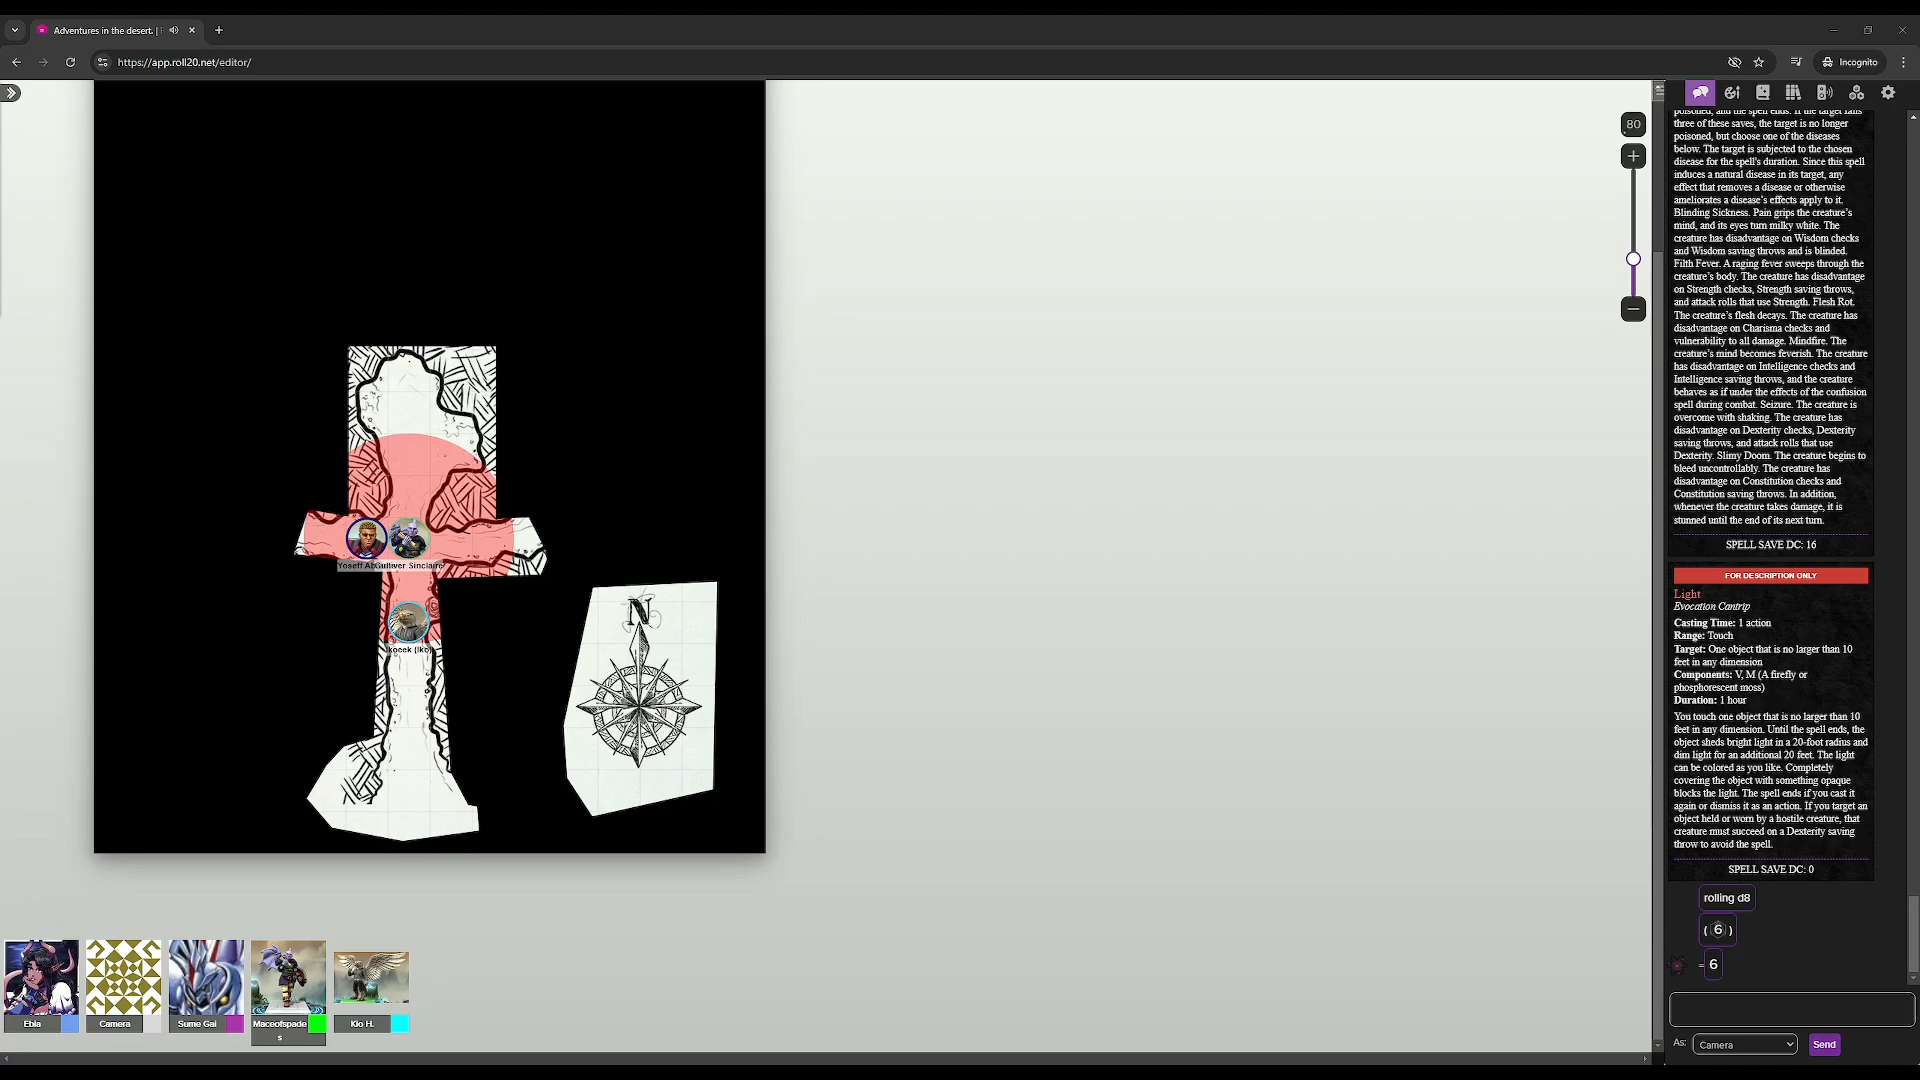 Adventures in the desert. |
https://app.roll20.net/editor/
Incognito
80
N
Gulliver Sinclaire
poisoned, and the spell ends. If the target fails
three of these saves, the target is no longer
poisoned, but choose one of the diseases
below. The target is subjected to the chosen
disease for the spell's duration. Since this spell
induces a natural disease in its target, any
effect that removes a disease or otherwise
ameliorates a disease's effects apply to it.
Blinding Sickness. Pain grips the creature's
mind, and its eyes turn milky white. The
creature has disadvantage on Wisdom checks
and Wisdom saving throws and is blinded.
Filth Fever. A raging fever sweeps through the
creature's body. The creature has disadvantage
on Strength checks, Strength saving throws,
and attack rolls that use Strength. Flesh Rot.
The creature's flesh decays. The creature has
disadvantage on Charisma checks and
vulnerability to all damage. Mindfire. The
creature's mind becomes feverish. The creature
has disadvantage on Intelligence checks and
Intelligence saving throws, and the creature
behaves as if under the effects of the confusion
spell during combat. Seizure. The creature is
overcome with shaking. The creature has
disadvantage on Dexterity checks, Dexterity
saving throws, and attack rolls that use
Dexterity. Slimy Doom. The creature begins to
bleed uncontrollably. The creature has
disadvantage on Constitution checks and
Constitution saving throws. In addition,
whenever the creature takes damage, it is
stunned until the end of its next turn.
SPELL SAVE DC: 16
FOR DESCRIPTION ONLY
Light
Evocation Cantrip
Casting Time: 1 action
Range: Touch
Target: One object that is no larger than 10
feet in any dimension
Components: V, M (A firefly or
phosphorescent moss)
Duration: 1 hour
You touch one object that is no larger than 10
feet in any dimension. Until the spell ends, the
object sheds bright light in a 20-foot radius and
dim light for an additional 20 feet. The light
can be colored as you like. Completely
covering the object with something opaque
blocks the light. The spell ends if you cast it
again or dismiss it as an action. If you target an
object held or worn by a hostile creature, that
creature must succeed on a Dexterity saving
throw to avoid the spell.
SPELL SAVE DC: 0
rolling d8
(6)
=6
As: Camera Send
Ebia
Camera
Sume Gai
Maceofspade
s
Kio H.